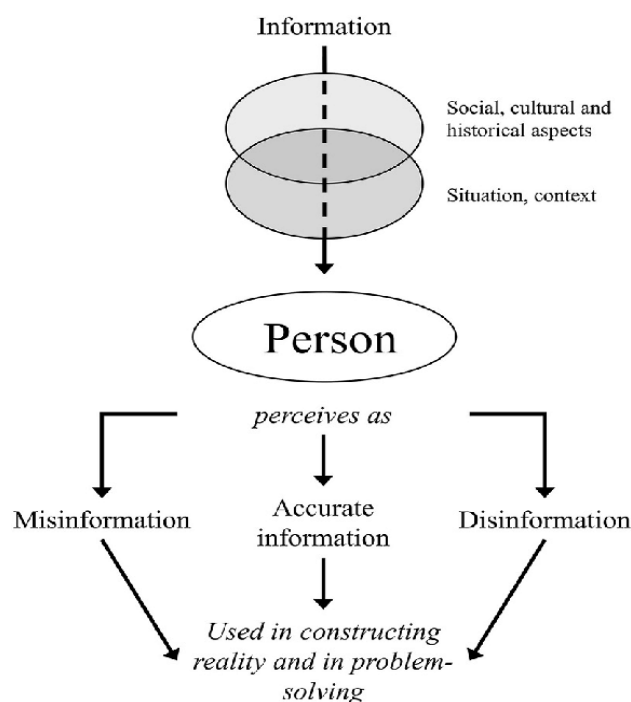 Information
Social, cultural and
historical aspects
Situation, context
Person
perceives as
Misinformation
Accurate
information
Disinformation
Used in constructing
reality and in problem-
solving